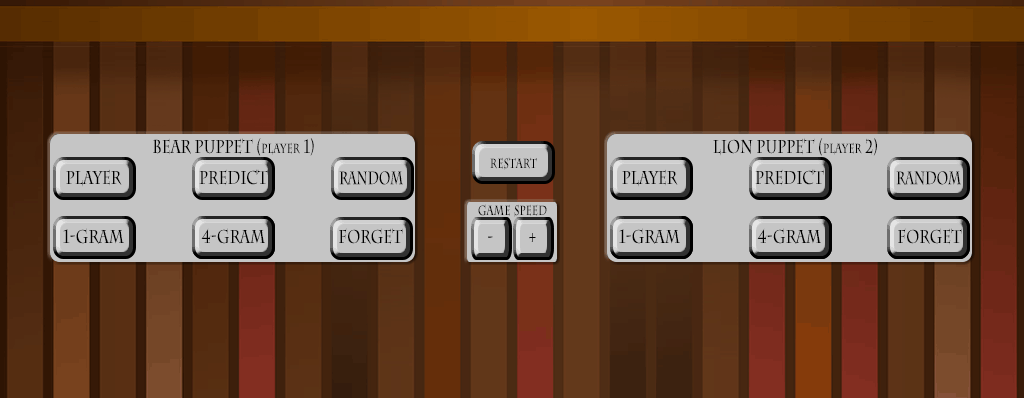 BEAR PUPPET (PLAYER 1)
PLAYER PREDICT RANDOM
1-GRAM 4-GRAM FORGET
RESTART
GAME SPEED
- +
LION PUPPET (PLAYER 2)
PLAYER PREDICT RANDOM
1-GRAM 4-GRAM FORGET